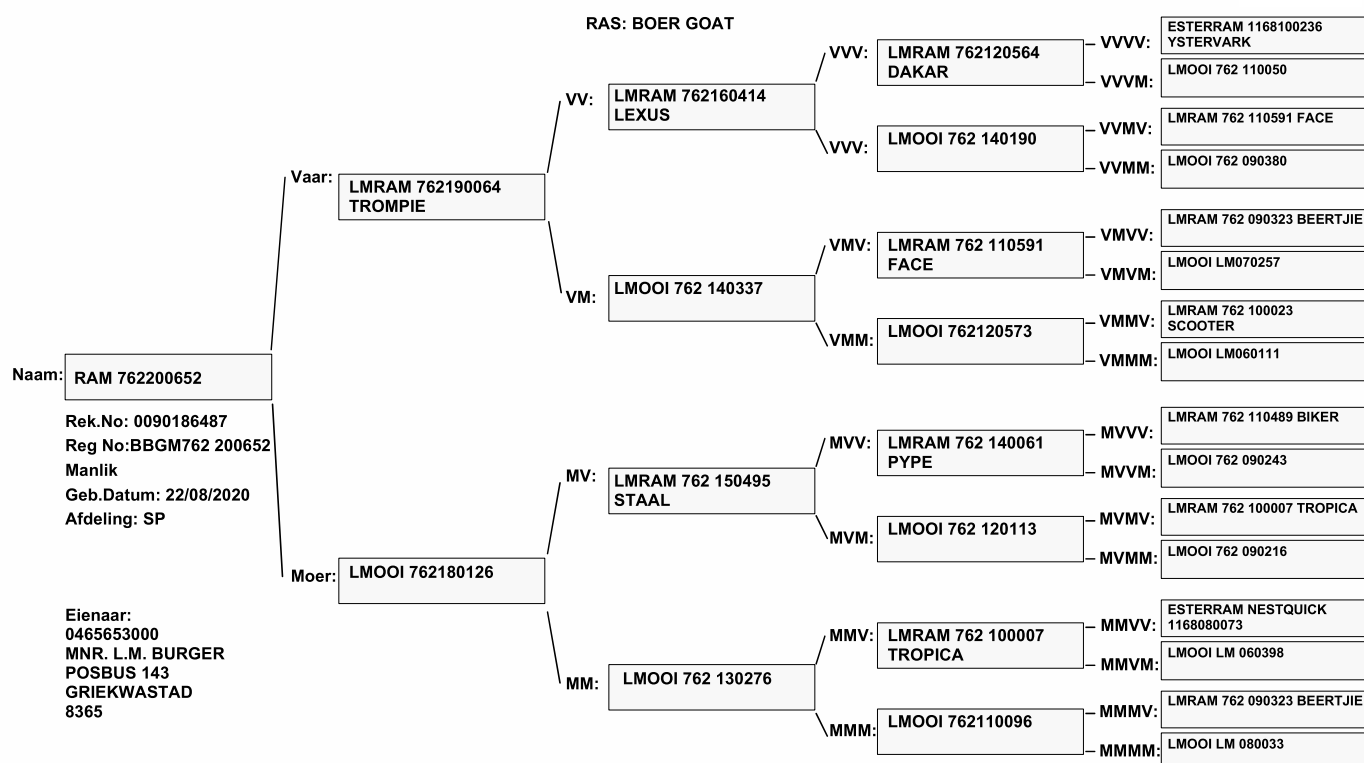 RAS: BOER GOAT
Naam:
RAM 762200652
Rek.No: 0090186487
Reg No:BBGM762 200652
Manlik
Geb.Datum: 22/08/2020
Afdeling: SP
Eienaar:
0465653000
MNR. L.M. BURGER
POSBUS 143
GRIEKWASTAD
8365
Vaar:
LMRAM 762190064
TROMPIE
Moer:
LMOOI 762180126
VV:
LMRAM 762160414
LEXUS
VM:
LMOOI 762 140337
MV:
LMRAM 762 150495
STAAL
MM:
LMOOI 762 130276
VVV:
LMRAM 762120564
DAKAR
VVV:
LMOOI 762 140190
VMV:
LMRAM 762 110591
FACE
VMM:
LMOOI 762120573
MVV:
LMRAM 762 140061
PYPE
MVM:
LMOOI 762 120113
MMV:
LMRAM 762 100007
TROPICA
MMM:
LMOOI 762110096
VVVV:
ESTERRAM 1168100236
YSTERVARK
VVVM:
LMOOI 762 110050
VVMV:
LMRAM 762 110591 FACE
VVMM:
LMOOI 762 090380
VMVV:
LMRAM 762 090323 BEERTJIE
VMVM:
LMOOI LM070257
VMMV:
LMRAM 762 100023
SCOOTER
VMMM:
LMOOI LM060111
MVVV:
LMRAM 762 110489 BIKER
MVVM:
LMOOI 762 090243
MVMV:
LMRAM 762 100007 TROPICA
MVMM:
LMOOI 762 090216
MMVV:
ESTERRAM NESTQUICK
1168080073
MMVM:
LMOOI LM 060398
MMMV:
LMRAM 762 090323 BEERTJIE
MMMM:
LMOOI LM 080033